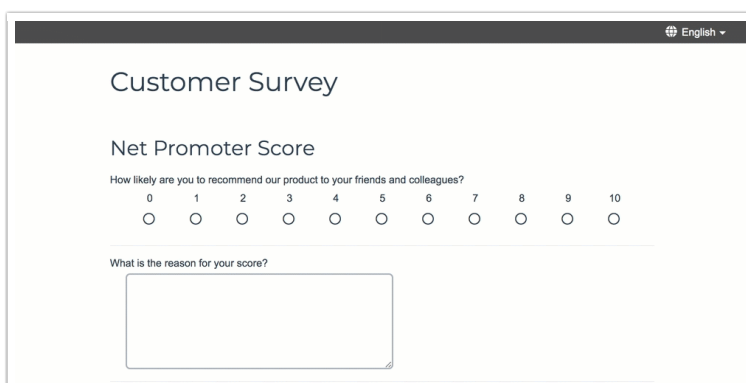 English
Customer Survey
Net Promoter Score
How likely are you to recommend our product to your friends and colleagues?
0 1 2 3 4 5 6 7 8 9 10
What is the reason for your score?